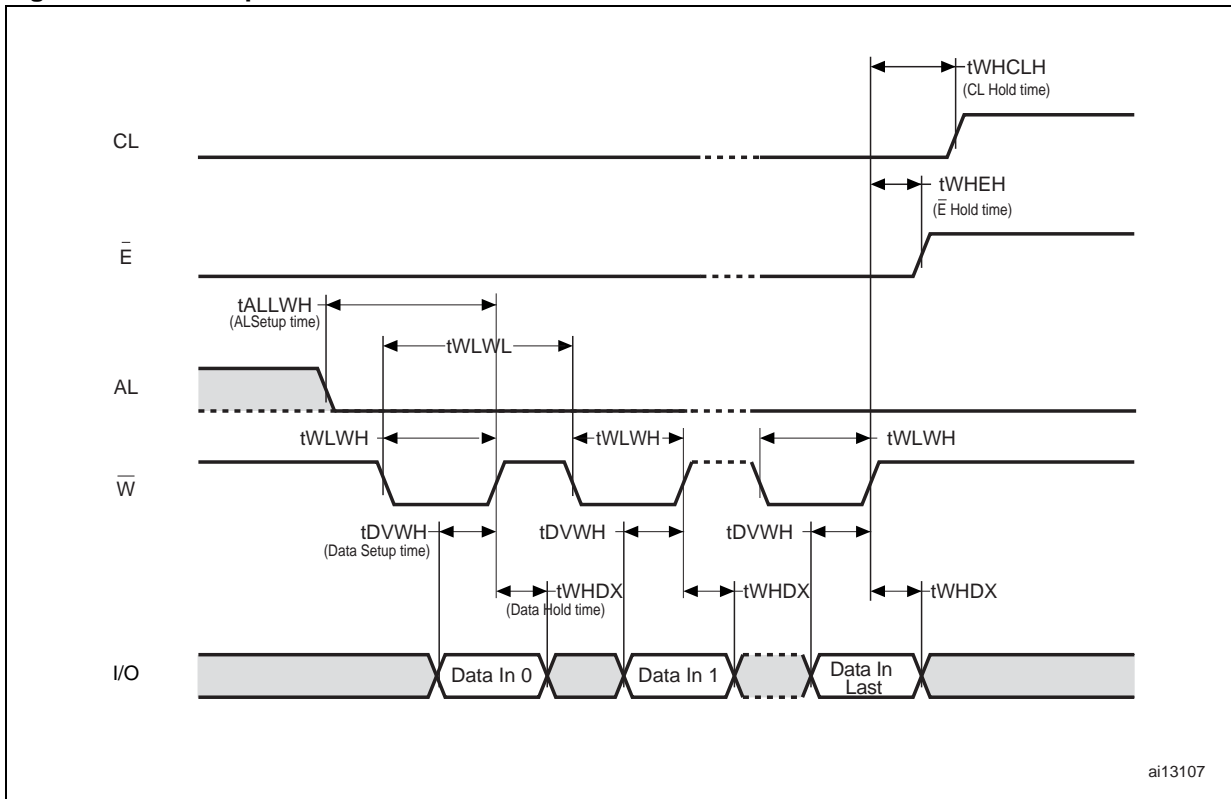 tWHCLH
(CL Hold time)
CL
tWHEH
(E̅ Hold time)
E̅
tALLWH
(ALSetup time)
tWLWL
AL
tWLWH
tWLWH
tWLWH
W̅
tDVWH
(Data Setup time)
tDVWH
tDVWH
tWHDX
(Data Hold time)
tWHDX
tWHDX
I/O
Data In 0
Data In 1
Data In
Last
ai13107